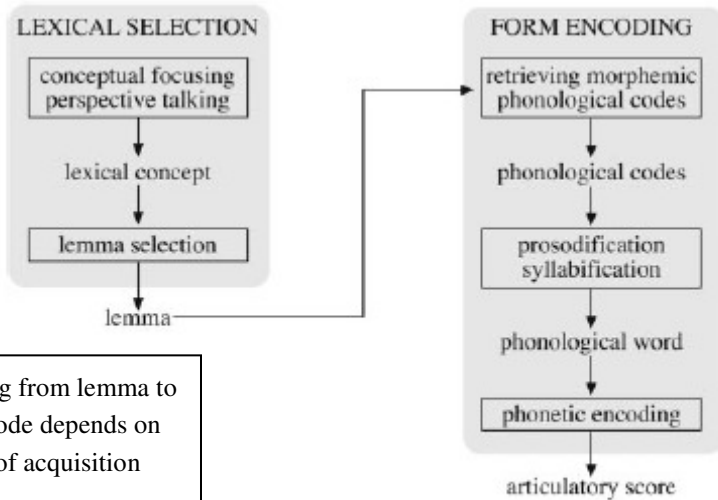 LEXICAL SELECTION
conceptual focusing
perspective talking
lexical concept
lemma selection
lemma
FORM ENCODING
retrieving morphemic
phonological codes
phonological codes
prosodification
syllabification
phonological word
phonetic encoding
articulatory score
g from lemma to
ode depends on
of acquisition